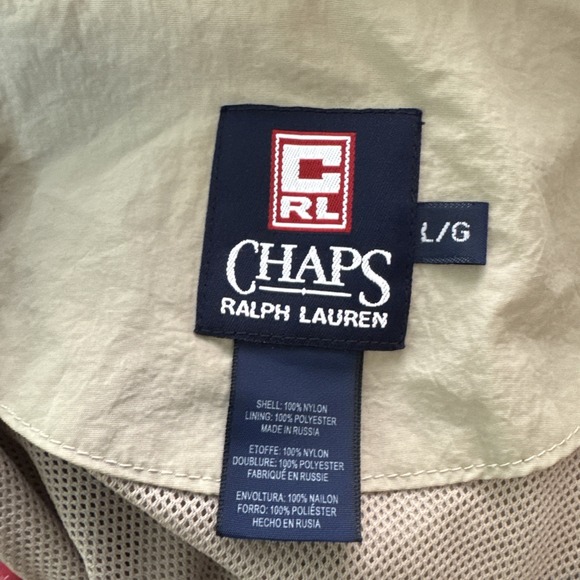 C
RL
CHAPS
RALPH LAUREN
L/G
SHELL: 100% NYLON
LINING: 100% POLYESTER
MADE IN RUSSIA
ETOFFE: 100% NYLON
DOUBLURE: 100% POLYESTER
FABRIQUÉ EN RUSSIE
ENVOLTURA: 100% NAILON
FORRO: 100% POLIÉSTER
HECHO EN RUSIA